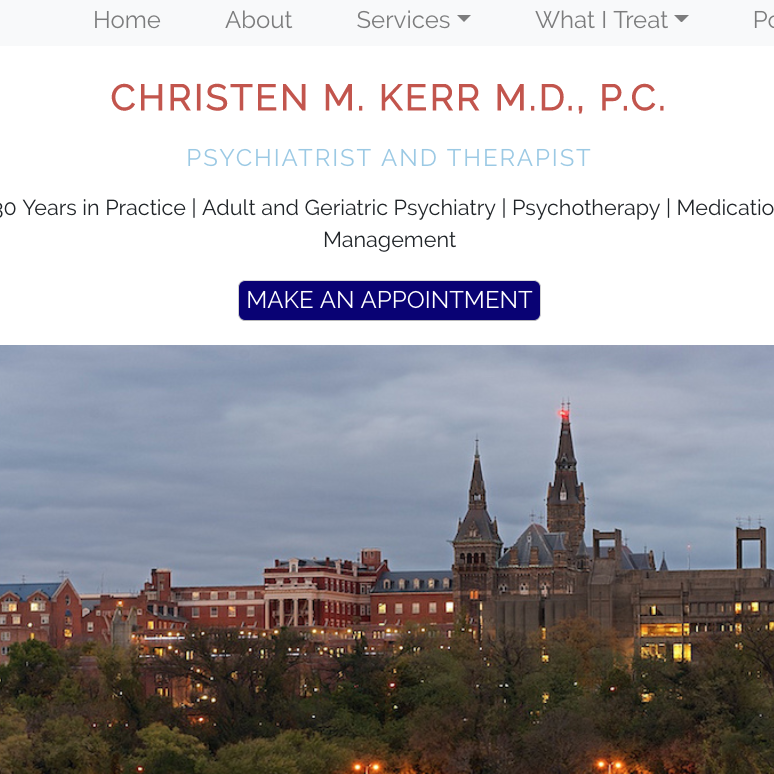 Home About Services What I Treat
CHRISTEN M. KERR M.D., P.C.
PSYCHIATRIST AND THERAPIST
30 Years in Practice | Adult and Geriatric Psychiatry | Psychotherapy | Medicatio
Management
MAKE AN APPOINTMENT